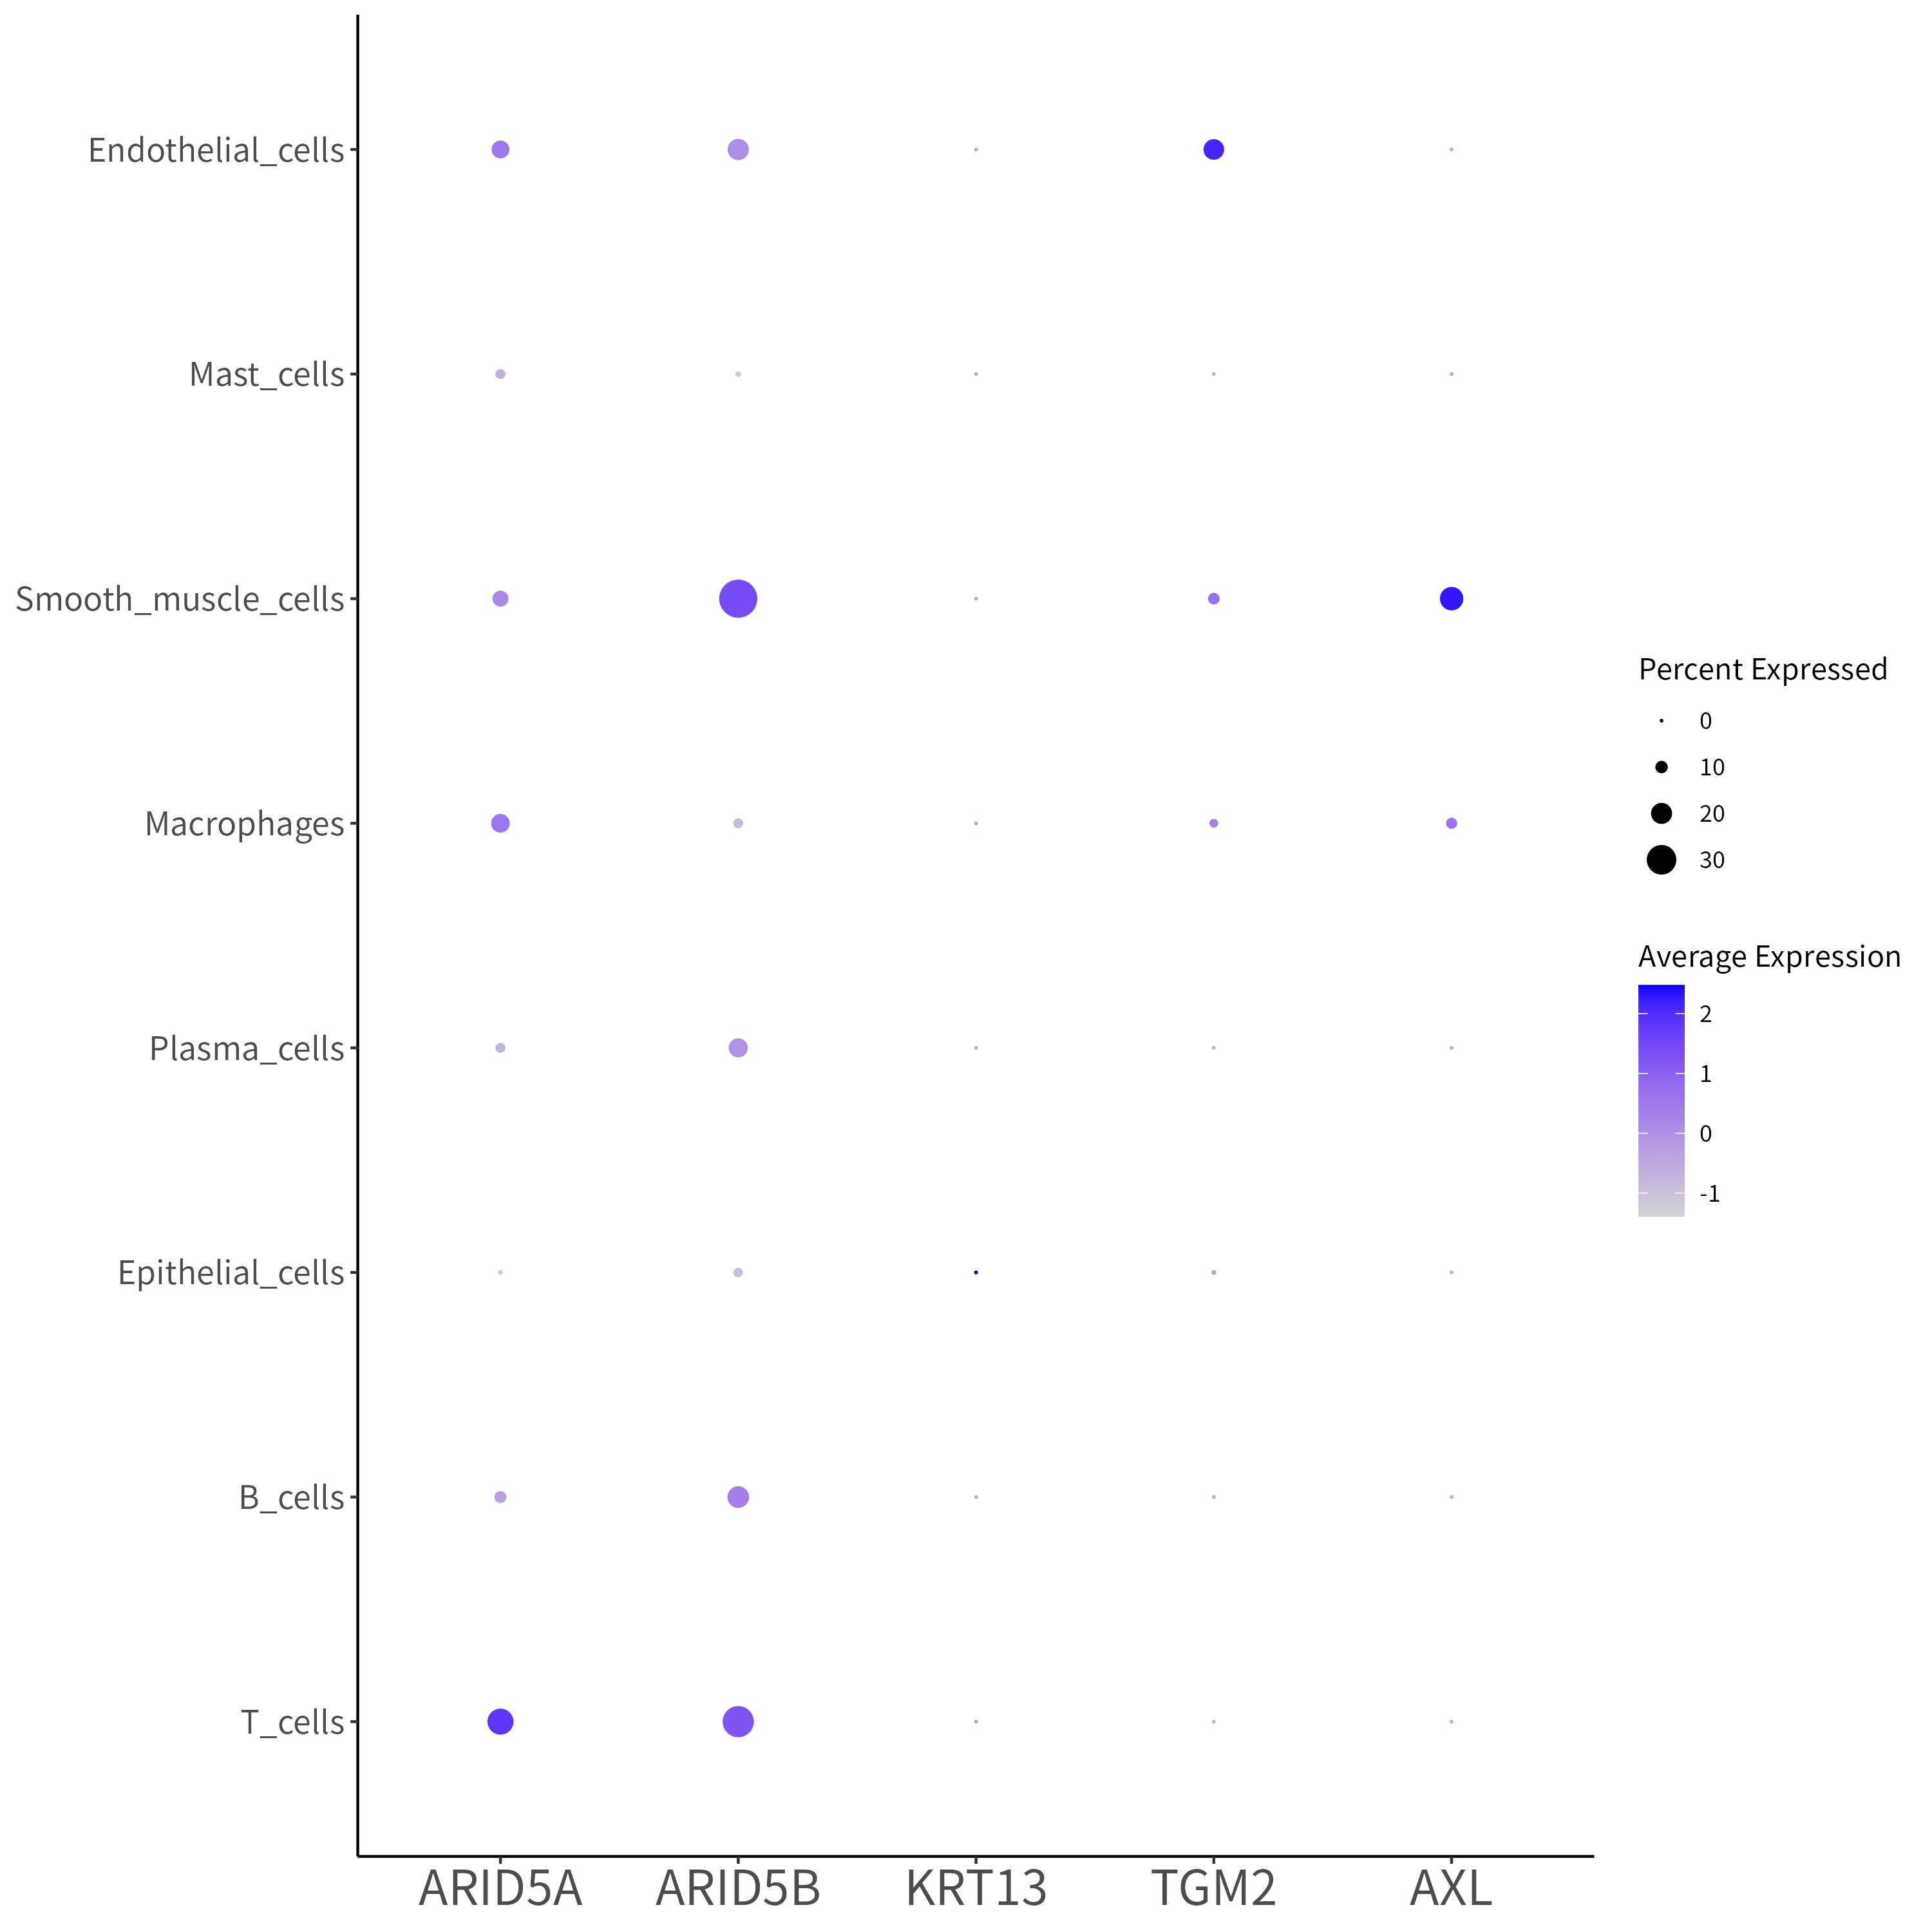 Endothelial_cells
Mast_cells
Smooth_muscle_cells
Macrophages
Plasma_cells
Epithelial_cells
B_cells
T_cells
ARID5A ARID5B KRT13 TGM2 AXL
Percent Expressed
0
10
20
30
Average Expression
2
1
0
-1